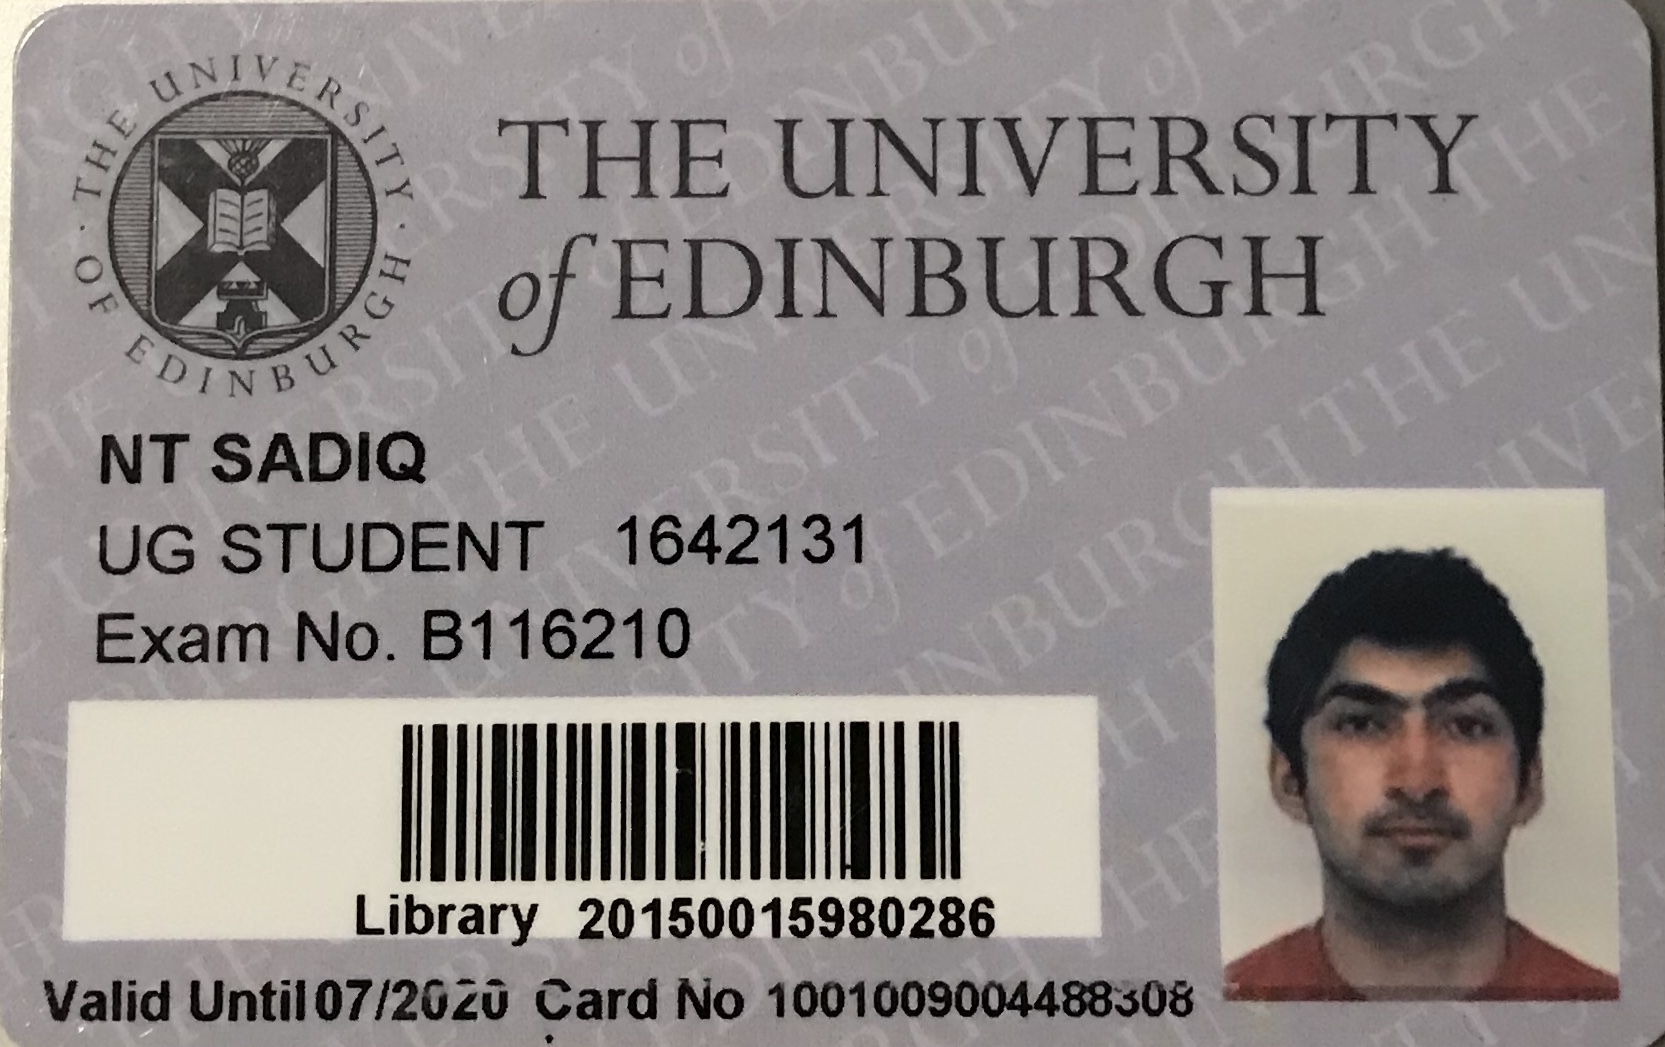 THE UNIVERSITY OF EDINBURGH
THE UNIVERSITY
of EDINBURGH
NT SADIQ
UG STUDENT 1642131
Exam No. B116210
Library 20150015980286
Valid Until 07/2020 Card No 1001009004488308